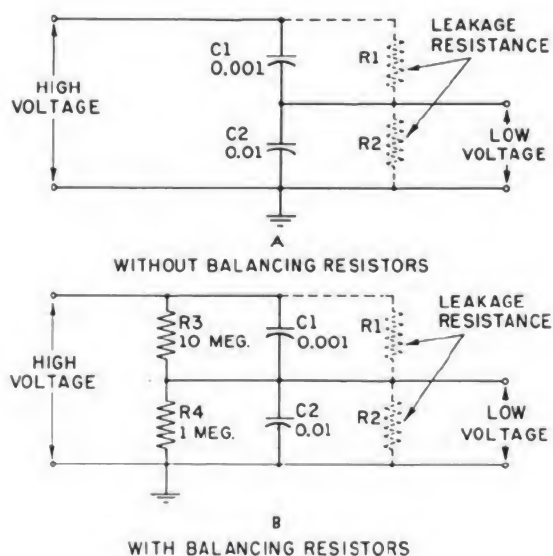 C1
0.001
R1
LEAKAGE
RESISTANCE
HIGH
VOLTAGE
C2
0.01
R2
LOW
VOLTAGE
A
WITHOUT BALANCING RESISTORS
R3
10 MEG.
C1
0.001
R1
LEAKAGE
RESISTANCE
HIGH
VOLTAGE
R4
1 MEG.
C2
0.01
R2
LOW
VOLTAGE
B
WITH BALANCING RESISTORS